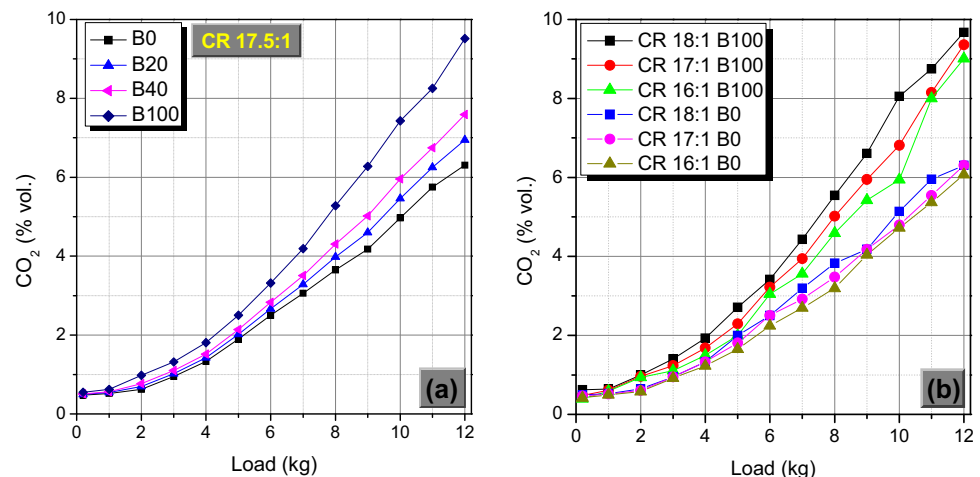 B0
B20
B40
B100
CR 17.5:1
10
8
6
4
2
0
CO2 (% vol.)
0 2 4 6 8 10 12
Load (kg)
(a)
CR 18:1 B100
CR 17:1 B100
CR 16:1 B100
CR 18:1 B0
CR 17:1 B0
CR 16:1 B0
10
8
6
4
2
0
CO2 (% vol.)
0 2 4 6 8 10 12
Load (kg)
(b)